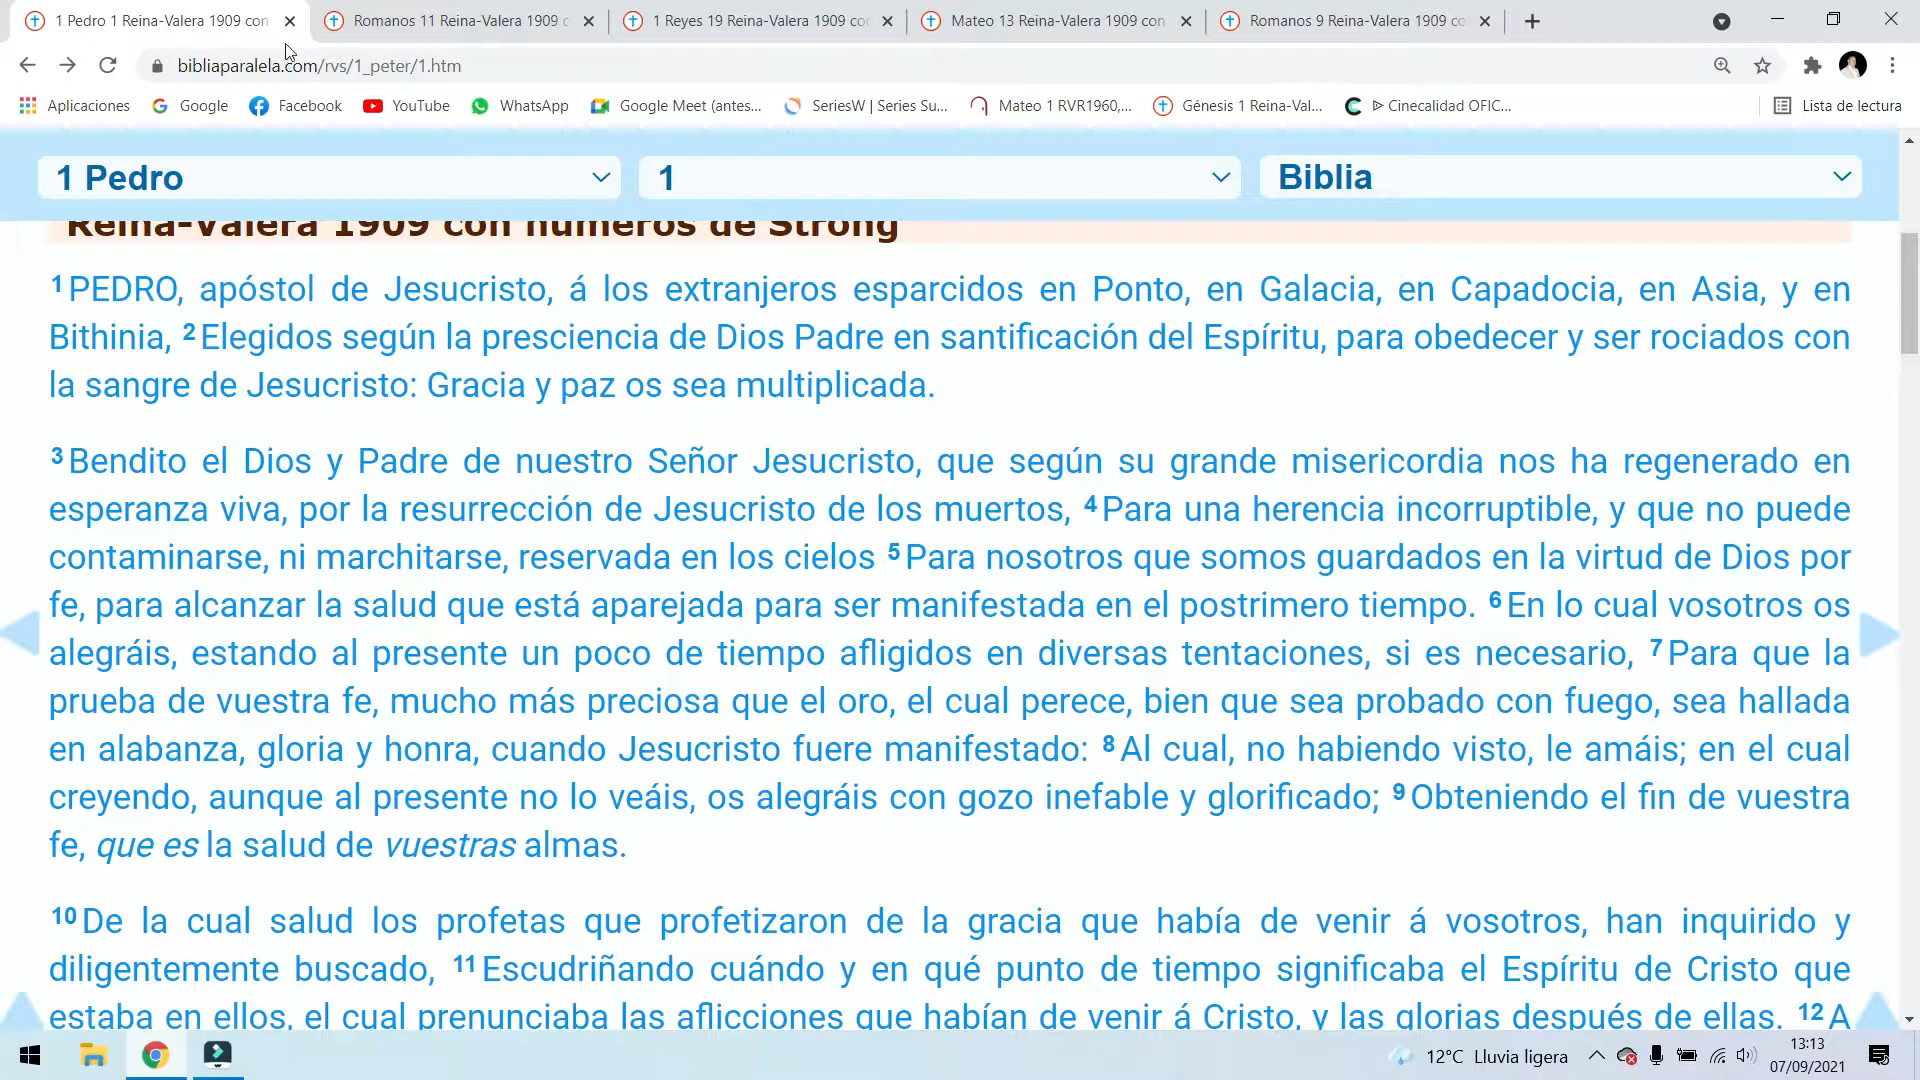 1 Pedro 1 Reina-Valera 1909 con
Romanos 11 Reina-Valera 1909 c
1 Reyes 19 Reina-Valera 1909 co
Mateo 13 Reina-Valera 1909 con
Romanos 9 Reina-Valera 1909 co
bibliaparalela.com/rvs/1_peter/1.htm
Aplicaciones
Google
Facebook
YouTube
WhatsApp
Google Meet (antes...
SeriesW | Series Su...
Mateo 1 RVR1960,...
Génesis 1 Reina-Val...
ᐅ Cinecalidad OFIC...
Lista de lectura
1 Pedro
1
Biblia
Reina-Valera 1909 con números de Strong
1 PEDRO, apóstol de Jesucristo, á los extranjeros esparcidos en Ponto, en Galacia, en Capadocia, en Asia, y en
Bithinia, 2 Elegidos según la presciencia de Dios Padre en santificación del Espíritu, para obedecer y ser rociados con
la sangre de Jesucristo: Gracia y paz os sea multiplicada.
3 Bendito el Dios y Padre de nuestro Señor Jesucristo, que según su grande misericordia nos ha regenerado en
esperanza viva, por la resurrección de Jesucristo de los muertos, 4 Para una herencia incorruptible, y que no puede
contaminarse, ni marchitarse, reservada en los cielos 5 Para nosotros que somos guardados en la virtud de Dios por
fe, para alcanzar la salud que está aparejada para ser manifestada en el postrimero tiempo. 6 En lo cual vosotros os
alegráis, estando al presente un poco de tiempo afligidos en diversas tentaciones, si es necesario, 7 Para que la
prueba de vuestra fe, mucho más preciosa que el oro, el cual perece, bien que sea probado con fuego, sea hallada
en alabanza, gloria y honra, cuando Jesucristo fuere manifestado: 8 Al cual, no habiendo visto, le amáis; en el cual
creyendo, aunque al presente no lo veáis, os alegráis con gozo inefable y glorificado; 9 Obteniendo el fin de vuestra
fe, que es la salud de vuestras almas.
10 De la cual salud los profetas que profetizaron de la gracia que había de venir á vosotros, han inquirido y
diligentemente buscado, 11 Escudriñando cuándo y en qué punto de tiempo significaba el Espíritu de Cristo que
estaba en ellos, el cual prenunciaba las aflicciones que habían de venir á Cristo, y las glorias después de ellas. 12 A
12°C Lluvia ligera
13:13
07/09/2021